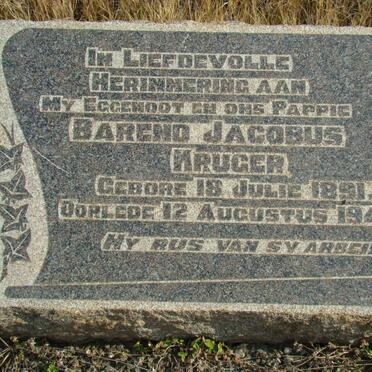 In Liefdevolle
Herinnering aan
My Eggenoot en ons Pappie
Barend Jacobus
Kruger
Gebore 18 Julie 1891.
Oorlede 12 Augustus
Hy rus van sy